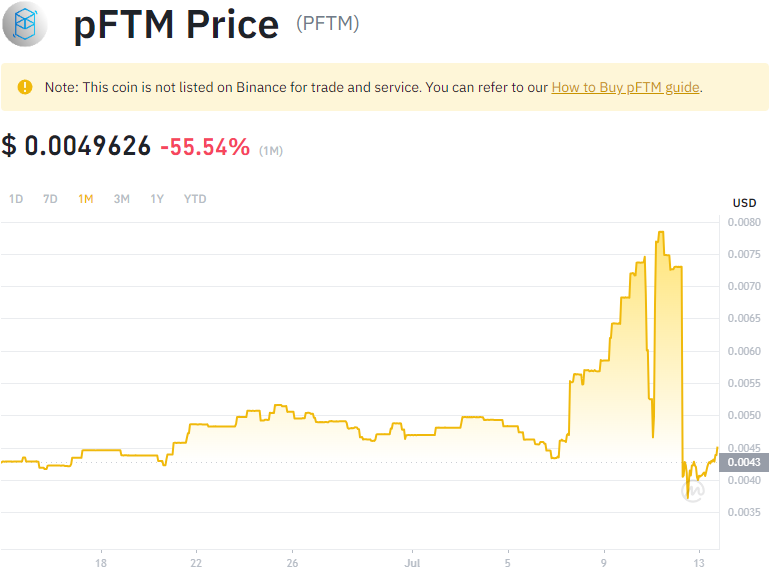 pFTM Price (PFTM)
Note: This coin is not listed on Binance for trade and service. You can refer to our How to Buy pFTM guide.
$ 0.0049626 -55.54% (1M)
1D 7D 1M 3M 1Y YTD
USD
0.0080
0.0075
0.0070
0.0065
0.0060
0.0055
0.0050
0.0045
0.0043
0.0040
0.0035
18 22 26 Jul 5 9 13